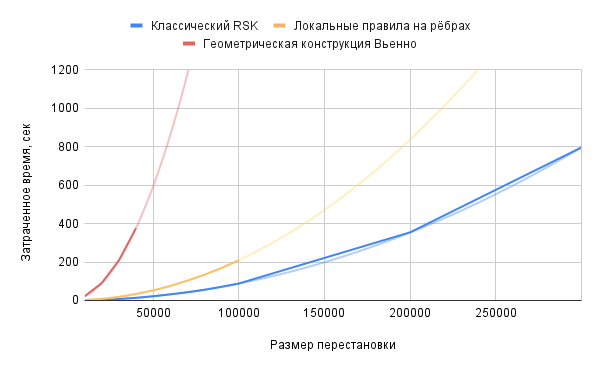 Классический RSK Локальные правила на рёбрах
Геометрическая конструкция Вьенно
1200
1000
800
600
400
200
0
Затраченное время, сек
50000 100000 150000 200000 250000
Размер перестановки